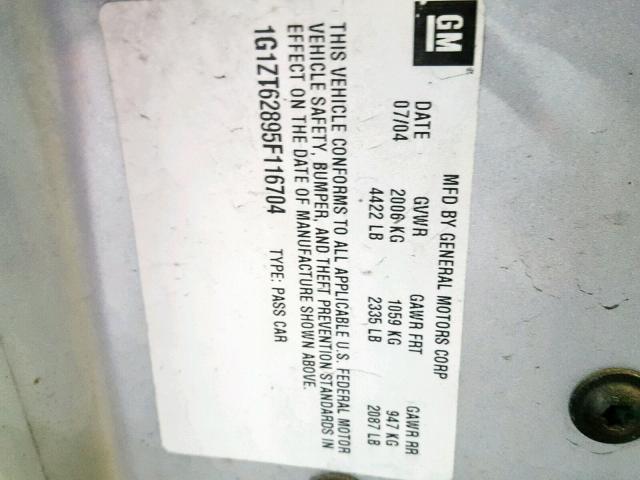 GM
MFD BY GENERAL MOTORS CORP
DATE GVWR GAWR FRT GAWR RR
07/04 2006 KG 1059 KG 947 KG
4422 LB 2335 LB 2087 LB
THIS VEHICLE CONFORMS TO ALL APPLICABLE U.S. FEDERAL MOTOR
VEHICLE SAFETY, BUMPER, AND THEFT PREVENTION STANDARDS IN
EFFECT ON THE DATE OF MANUFACTURE SHOWN ABOVE.
1G1ZT62895F116704 TYPE: PASS CAR